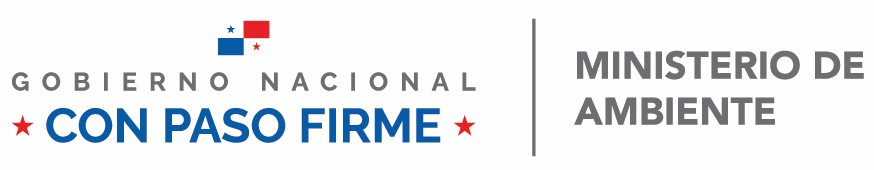 GOBIERNO NACIONAL
CON PASO FIRME
MINISTERIO DE
AMBIENTE